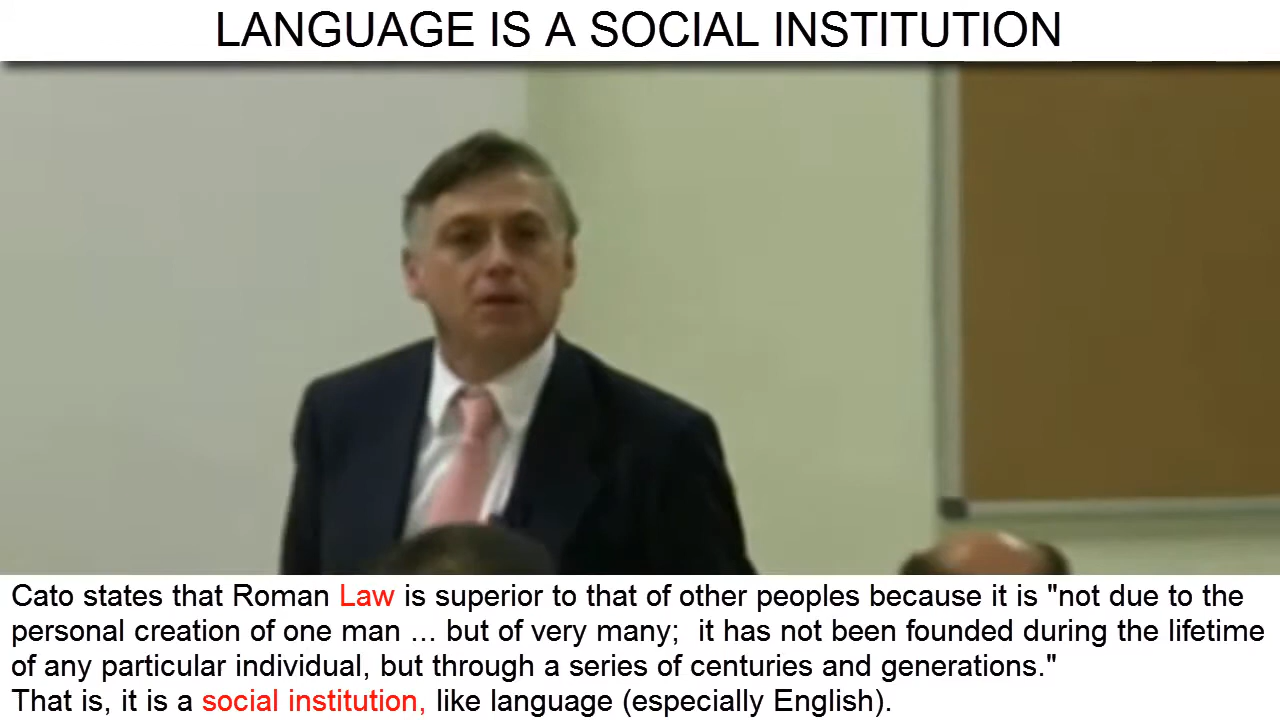 LANGUAGE IS A SOCIAL INSTITUTION
Cato states that Roman Law is superior to that of other peoples because it is "not due to the
personal creation of one man ... but of very many;  it has not been founded during the lifetime
of any particular individual, but through a series of centuries and generations."
That is, it is a social institution, like language (especially English).